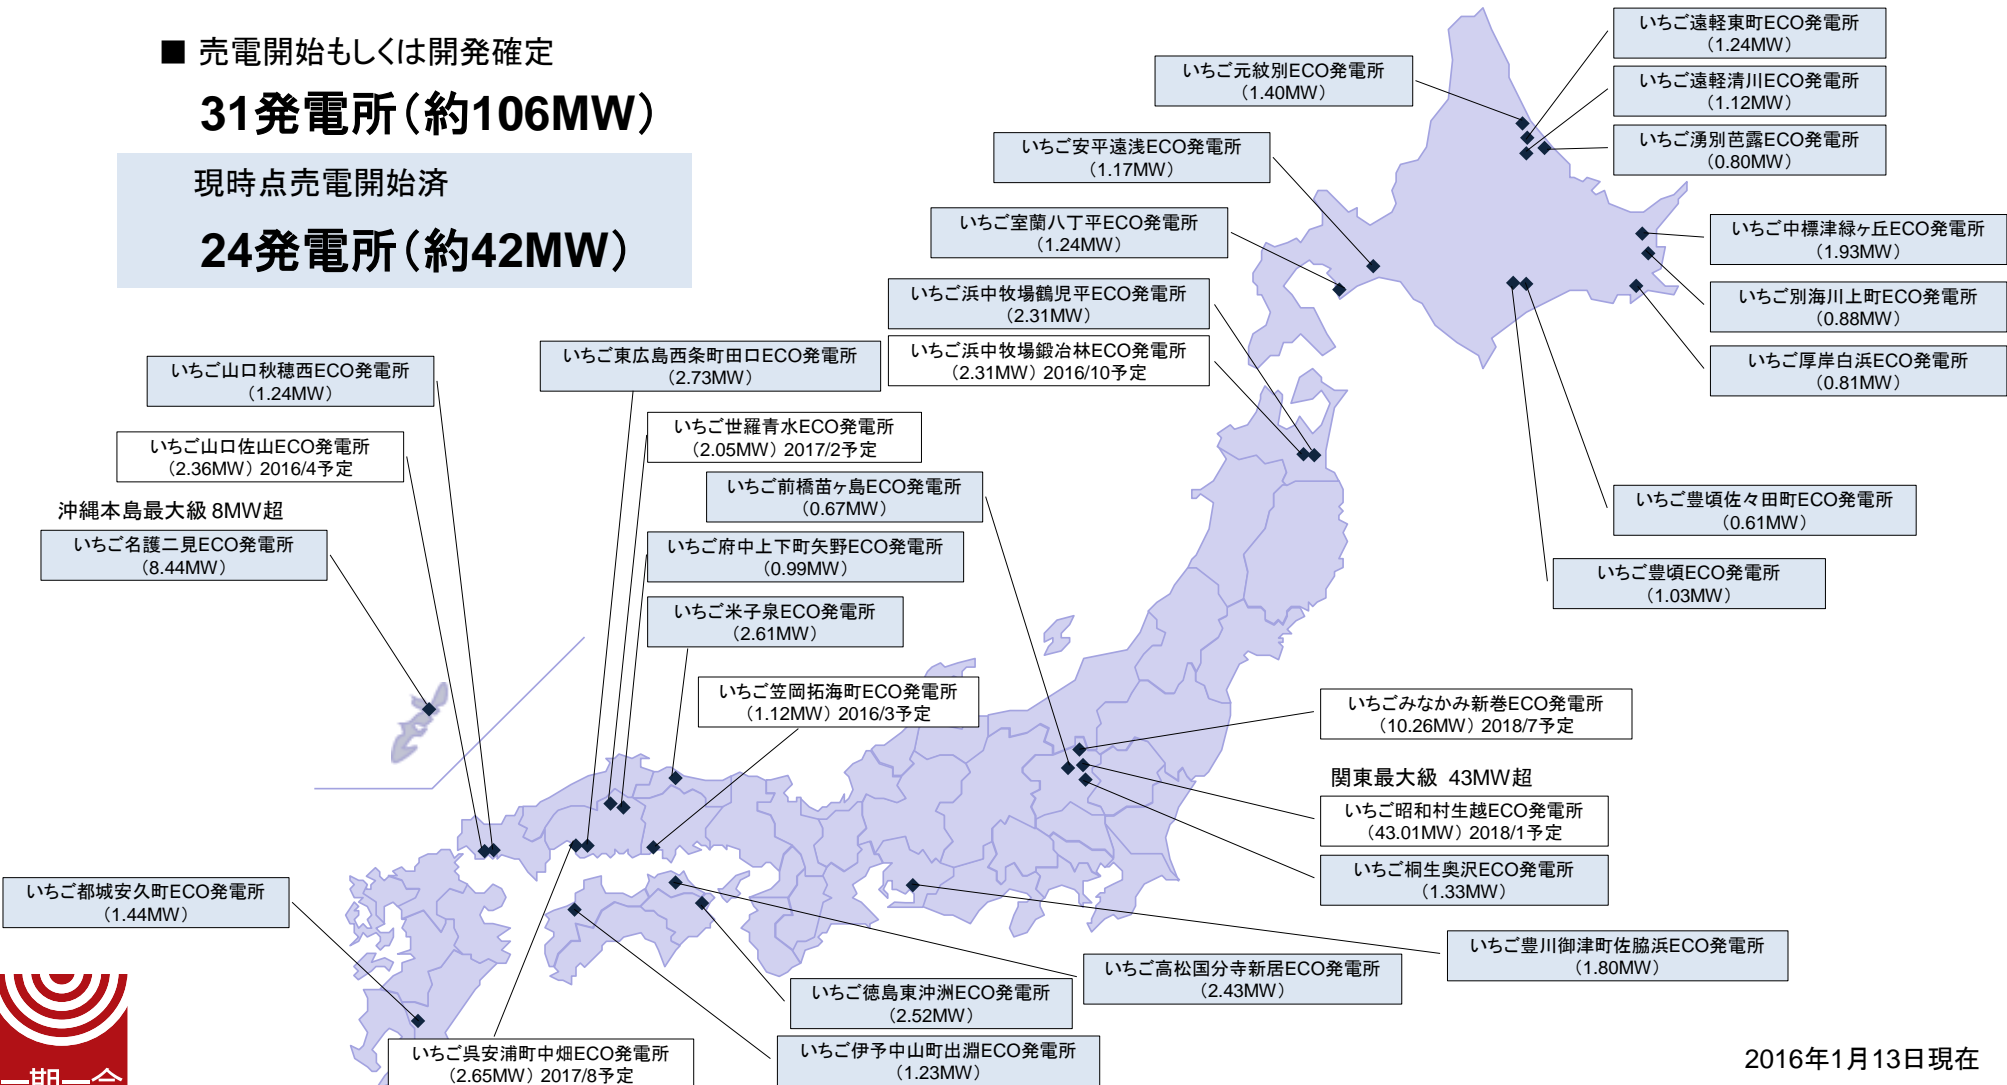 ■ 売電開始もしくは開発確定
31発電所（約106MW）
現時点売電開始済
24発電所（約42MW）
いちご遠軽東町ECO発電所
（1.24MW）
いちご元紋別ECO発電所
（1.40MW）
いちご遠軽清川ECO発電所
（1.12MW）
いちご湧別芭露ECO発電所
（0.80MW）
いちご安平遠浅ECO発電所
（1.17MW）
いちご室蘭八丁平ECO発電所
（1.24MW）
いちご中標津緑ヶ丘ECO発電所
（1.93MW）
いちご別海川上町ECO発電所
（0.88MW）
いちご厚岸白浜ECO発電所
（0.81MW）
いちご浜中牧場鶴児平ECO発電所
（2.31MW）
いちご浜中牧場鍛冶林ECO発電所
（2.31MW） 2016/10予定
いちご東広島西条町田口ECO発電所
（2.73MW）
いちご山口秋穂西ECO発電所
（1.24MW）
いちご世羅青水ECO発電所
（2.05MW） 2017/2予定
いちご山口佐山ECO発電所
（2.36MW） 2016/4予定
いちご前橋苗ヶ島ECO発電所
（0.67MW）
いちご豊頃佐々田町ECO発電所
（0.61MW）
沖縄本島最大級 8MW超
いちご名護二見ECO発電所
（8.44MW）
いちご府中上下町矢野ECO発電所
（0.99MW）
いちご豊頃ECO発電所
（1.03MW）
いちご米子泉ECO発電所
（2.61MW）
いちご笠岡拓海町ECO発電所
（1.12MW） 2016/3予定
いちごみなかみ新巻ECO発電所
（10.26MW） 2018/7予定
関東最大級 43MW超
いちご昭和村生越ECO発電所
（43.01MW） 2018/1予定
いちご桐生奥沢ECO発電所
（1.33MW）
いちご都城安久町ECO発電所
（1.44MW）
いちご豊川御津町佐脇浜ECO発電所
（1.80MW）
いちご高松国分寺新居ECO発電所
（2.43MW）
いちご徳島東沖洲ECO発電所
（2.52MW）
いちご呉安浦町中畑ECO発電所
（2.65MW） 2017/8予定
いちご伊予中山町出淵ECO発電所
（1.23MW）
一期一会
2016年1月13日現在